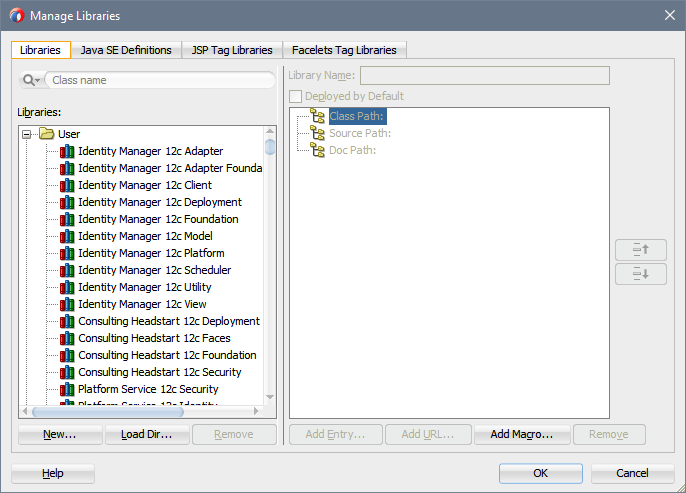 Manage Libraries
Libraries
Java SE Definitions
JSP Tag Libraries
Facelets Tag Libraries
Class name
Libraries:
User
Identity Manager 12c Adapter
Identity Manager 12c Adapter Founda
Identity Manager 12c Client
Identity Manager 12c Deployment
Identity Manager 12c Foundation
Identity Manager 12c Model
Identity Manager 12c Platform
Identity Manager 12c Scheduler
Identity Manager 12c Utility
Identity Manager 12c View
Consulting Headstart 12c Deployment
Consulting Headstart 12c Faces
Consulting Headstart 12c Foundation
Consulting Headstart 12c Security
Platform Service 12c Security
Platform Service 12c Identity
New...
Load Dir...
Remove
Library Name:
Deployed by Default
Class Path:
Source Path:
Doc Path:
Add Entry...
Add URL...
Add Macro...
Remove
Help
OK
Cancel